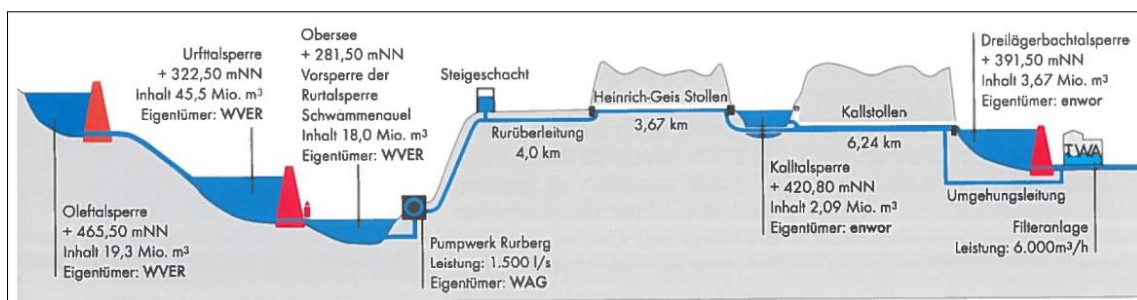 Oleftalsperre
+ 465,50 mNN
Inhalt 19,3 Mio. m³
Eigentümer: WVER
Urfttalsperre
+ 322,50 mNN
Inhalt 45,5 Mio. m³
Eigentümer: WVER
Obersee
+ 281,50 mNN
Vorsperre der
Rurtalsperre
Schwammenauel
Inhalt 18,0 Mio. m³
Eigentümer: WVER
Pumpwerk Rurberg
Leistung: 1.500 l/s
Eigentümer: WAG
Steigeschacht
Rurüberleitung
4,0 km
Heinrich-Geis Stollen
3,67 km
Kalltalsperre
+ 420,80 mNN
Inhalt 2,09 Mio. m³
Eigentümer: enwor
Kallstollen
6,24 km
Dreilägerbachtalsperre
+ 391,50 mNN
Inhalt 3,67 Mio. m³
Eigentümer: enwor
Umgehungsleitung
TWA
Filteranlage
Leistung: 6.000m³/h